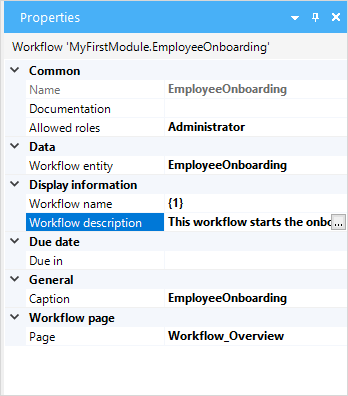 Properties
Workflow 'MyFirstModule.EmployeeOnboarding'
Common
Name EmployeeOnboarding
Documentation
Allowed roles Administrator
Data
Workflow entity EmployeeOnboarding
Display information
Workflow name {1}
Workflow description This workflow starts the onbo ...
Due date
Due in
General
Caption EmployeeOnboarding
Workflow page
Page Workflow_Overview